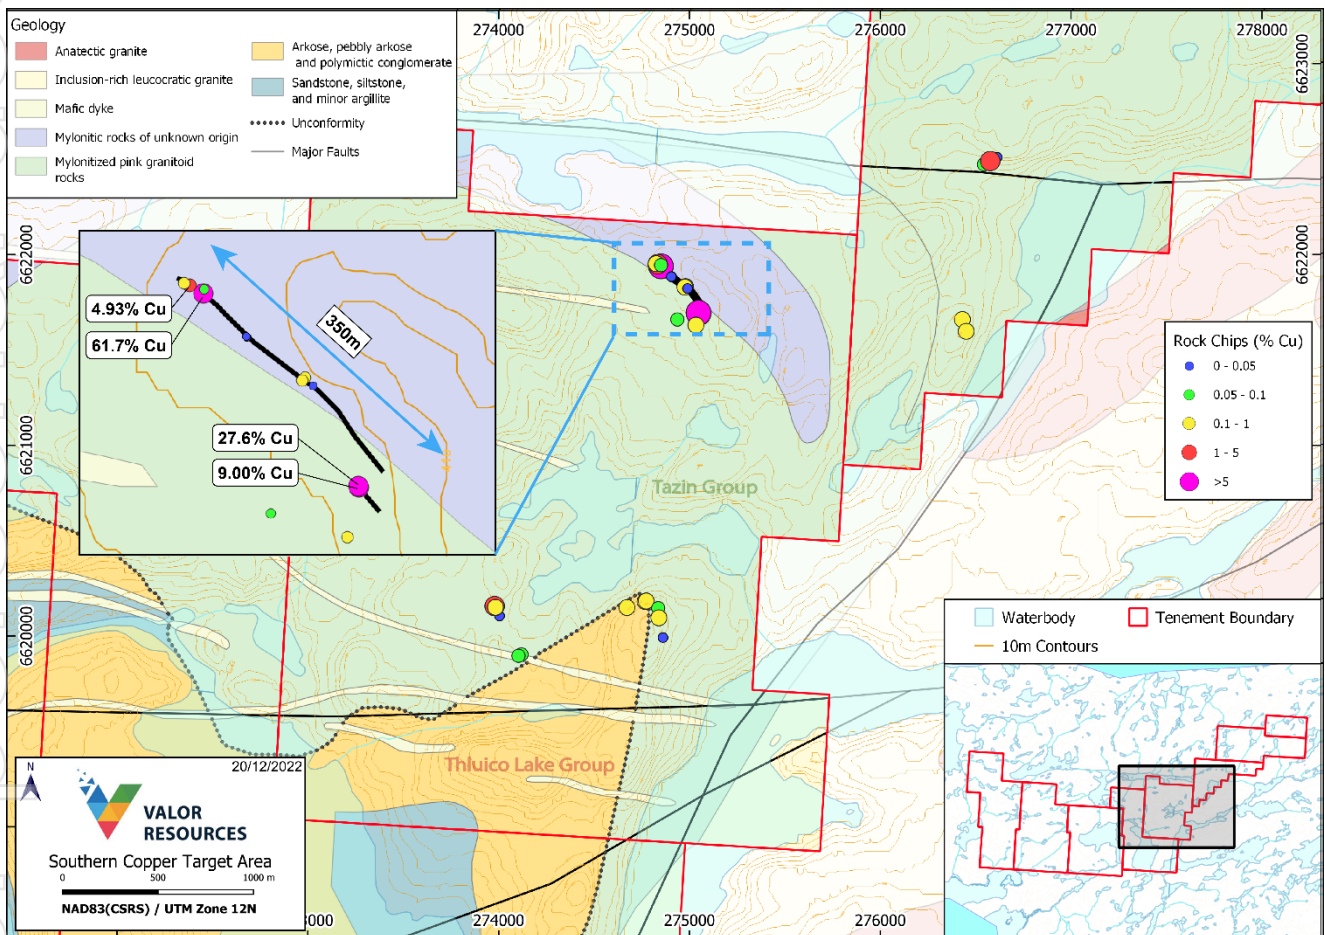 Geology
Anatectic granite
Inclusion-rich leucocratic granite
Mafic dyke
Mylonitic rocks of unknown origin
Mylonitized pink granitoid
rocks
Arkose, pebbly arkose
and polymictic conglomerate
Sandstone, siltstone,
and minor argillite
Unconformity
Major Faults
274000
275000
276000
277000
278000
6623000
6622000
6622000
6621000
6620000
4.93% Cu
61.7% Cu
350m
27.6% Cu
9.00% Cu
Rock Chips (% Cu)
0 - 0.05
0.05 - 0.1
0.1 - 1
1 - 5
>5
Tazin Group
Thluico Lake Group
Waterbody
Tenement Boundary
10m Contours
N
20/12/2022
VALOR
RESOURCES
Southern Copper Target Area
0 500 1000 m
NAD83(CSRS) / UTM Zone 12N
3000
274000
275000
276000